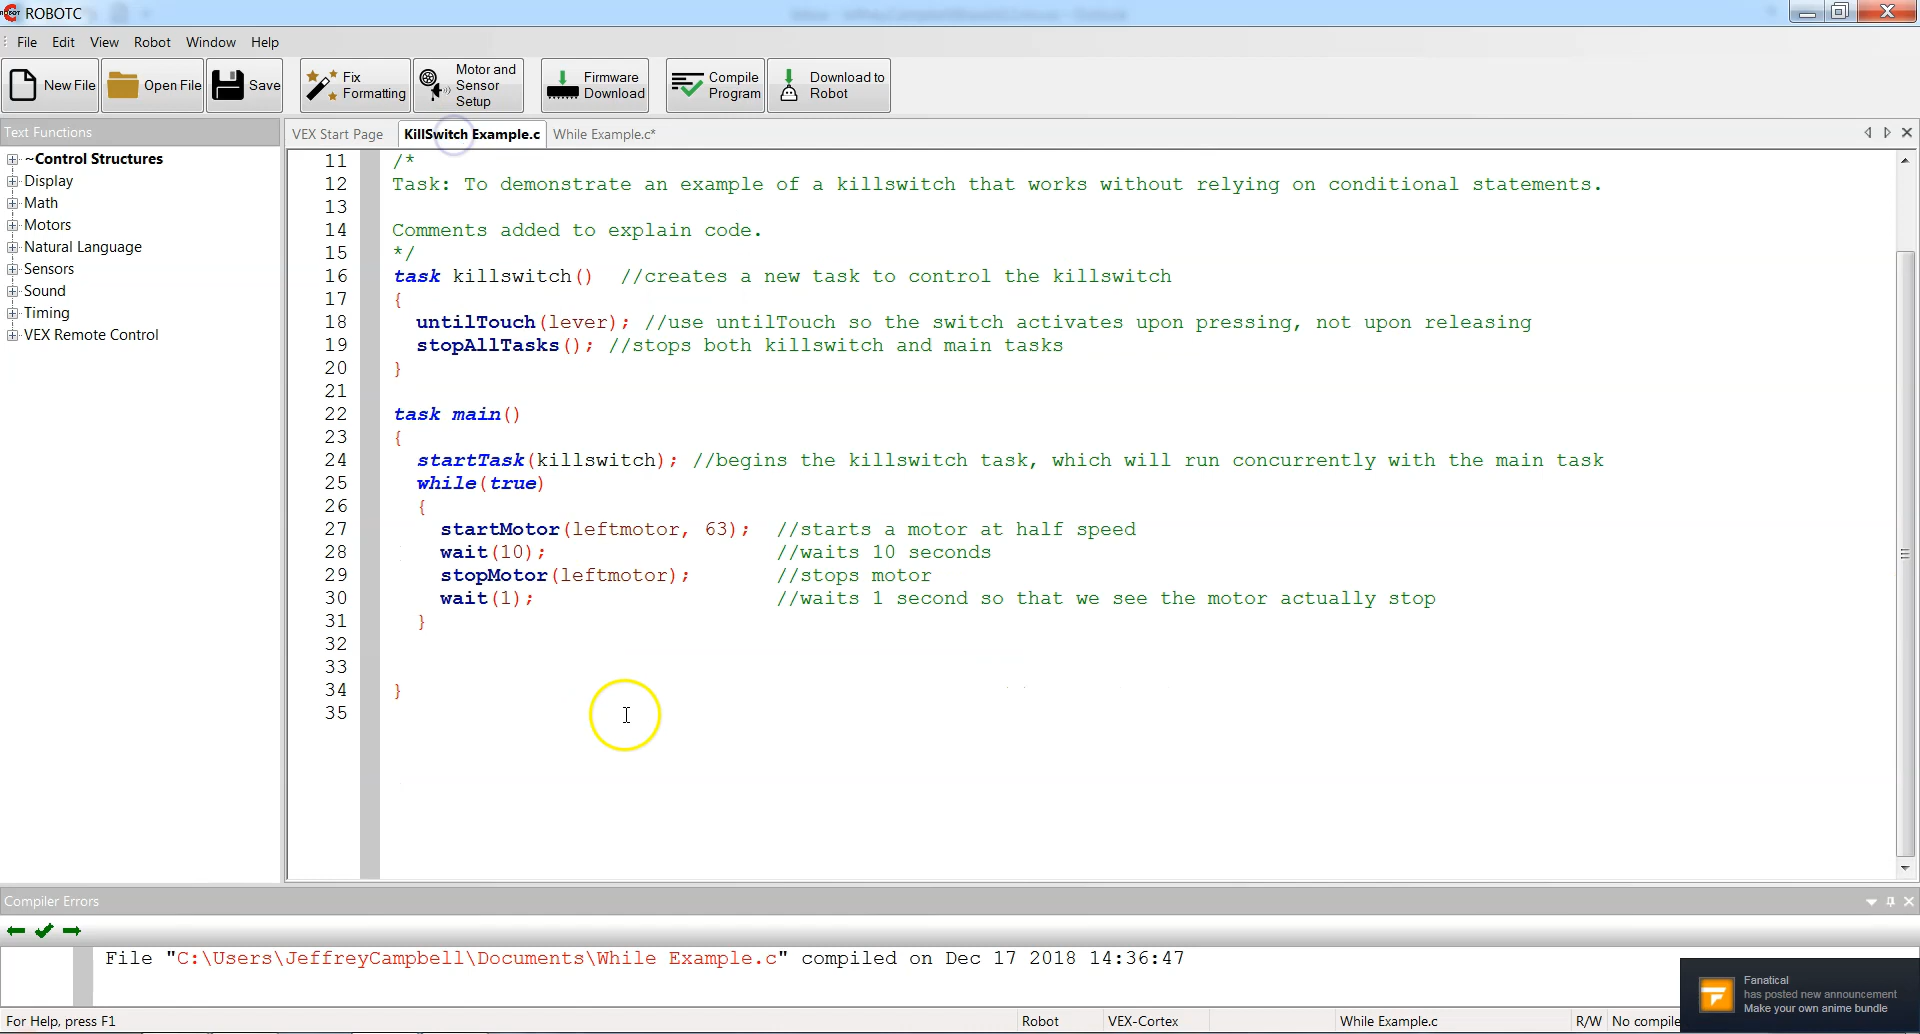 ROBOTC
File Edit View Robot Window Help
New File Open File Save Fix Formatting Motor and Sensor Setup Firmware Download Compile Program Download to Robot
Text Functions
VEX Start Page KillSwitch Example.c While Example.c*
~Control Structures
Display
Math
Motors
Natural Language
Sensors
Sound
Timing
VEX Remote Control
11 /*
12 Task: To demonstrate an example of a killswitch that works without relying on conditional statements.
13
14 Comments added to explain code.
15 */
16 task killswitch() //creates a new task to control the killswitch
17 {
18 untilTouch(lever); //use untilTouch so the switch activates upon pressing, not upon releasing
19 stopAllTasks(); //stops both killswitch and main tasks
20 }
21
22 task main()
23 {
24 startTask(killswitch); //begins the killswitch task, which will run concurrently with the main task
25 while(true)
26 {
27 startMotor(leftmotor, 63); //starts a motor at half speed
28 wait(10); //waits 10 seconds
29 stopMotor(leftmotor); //stops motor
30 wait(1); //waits 1 second so that we see the motor actually stop
31 }
32
33
34 }
35
Compiler Errors
File "C:\Users\JeffreyCampbell\Documents\While Example.c" compiled on Dec 17 2018 14:36:47
Fanatical
has posted new announcement
Make your own anime bundle
For Help, press F1 Robot VEX-Cortex While Example.c R/W No compile